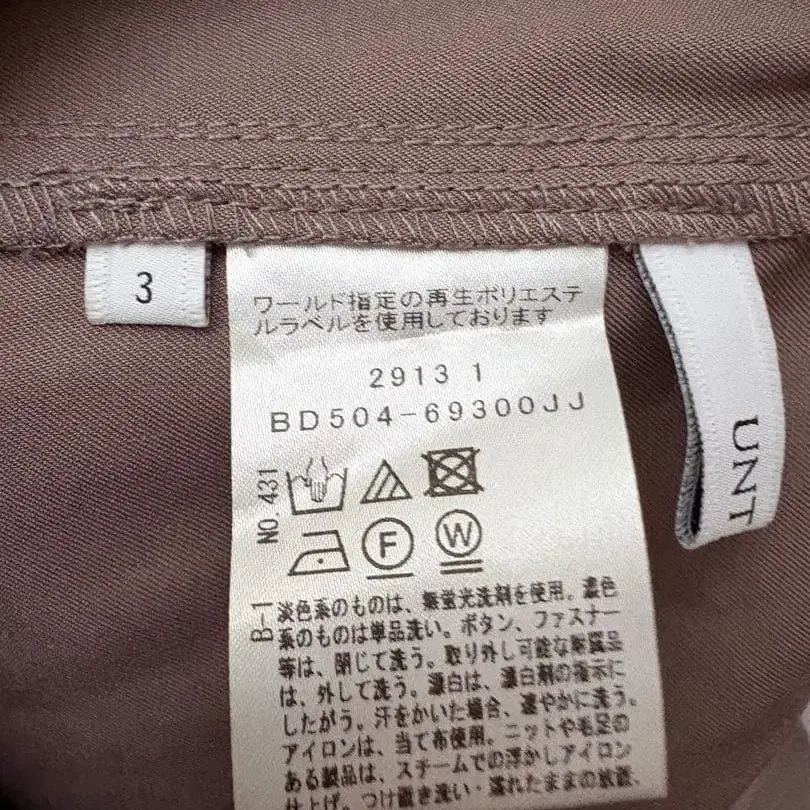 3
ワールド指定の再生ポリエステ
ルラベルを使用しております
2913 1
BD504-69300JJ
NO.431
F
W
B-1
淡色系のものは、無蛍光洗剤を使用。濃色
系のものは単品洗い。ボタン、ファスナー
等は、閉じて洗う。取り外し可能な附属品
は、外して洗う。漂白は、漂白剤の指示に
したがう。汗をかいた場合、速やかに洗う。
アイロンは、当て布使用。ニットや毛足の
ある製品は、スチームでの浮かしアイロン
仕上げ。つけ置き洗い・濡れたままの放置、
UNT